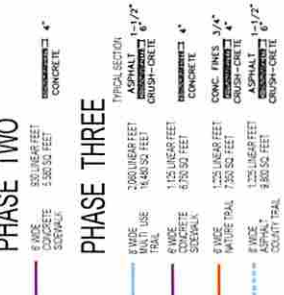 PHASE TWO
6' WIDE
CONCRETE
SIDEWALK
930 LINEAR FEET
5,580 SQ. FEET
4"
CONCRETE
PHASE THREE
TYPICAL SECTION
8' WIDE
MULTI USE
TRAIL
2,060 LINEAR FEET
16,480 SQ. FEET
ASPHALT 1-1/2"
6"
CRUSH-CRETE
6' WIDE
CONCRETE
SIDEWALK
1,125 LINEAR FEET
6,750 SQ. FEET
4"
CONCRETE
6' WIDE
NATURE TRAIL
1,225 LINEAR FEET
7,350 SQ. FEET
CONC. FINES 3/4"
4"
CRUSH-CRETE
8' WIDE
ASPHALT
COUNTY TRAIL
1,225 LINEAR FEET
9,800 SQ. FEET
ASPHALT 1-1/2"
6"
CRUSH-CRETE